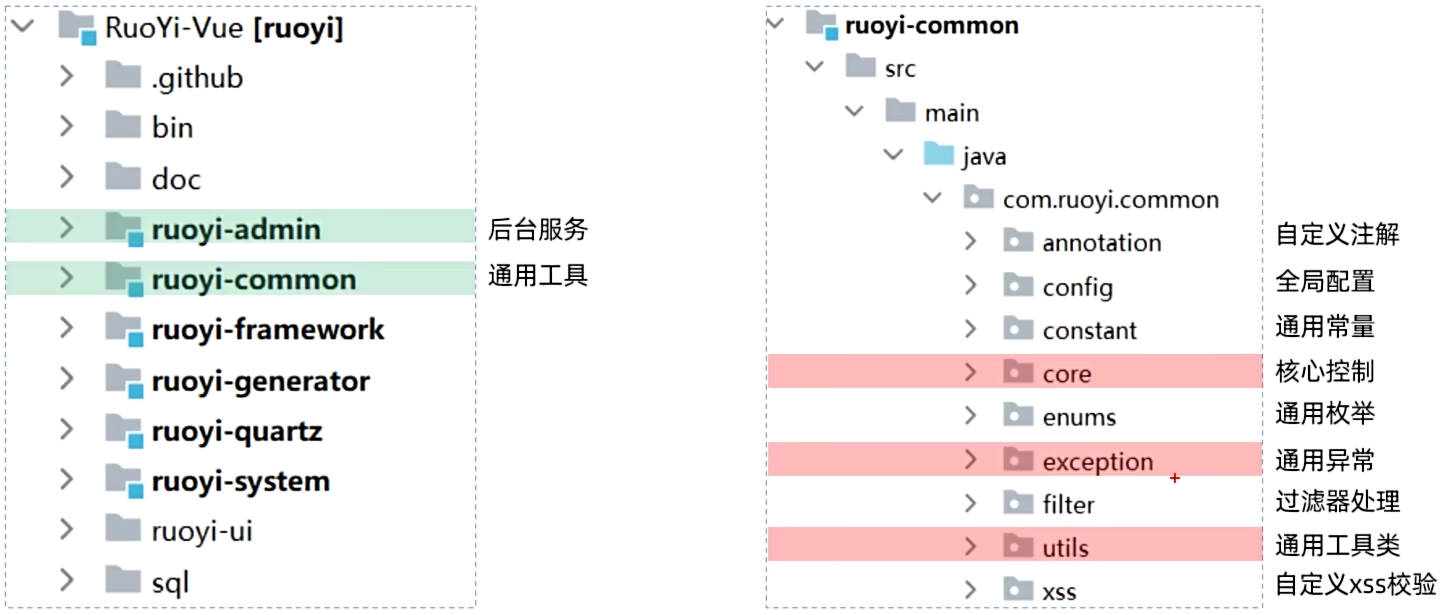 RuoYi-Vue [ruoyi]
.github
bin
doc
ruoyi-admin 后台服务
ruoyi-common 通用工具
ruoyi-framework
ruoyi-generator
ruoyi-quartz
ruoyi-system
ruoyi-ui
sql
ruoyi-common
src
main
java
com.ruoyi.common
annotation 自定义注解
config 全局配置
constant 通用常量
core 核心控制
enums 通用枚举
exception 通用异常
filter 过滤器处理
utils 通用工具类
xss 自定义xss校验